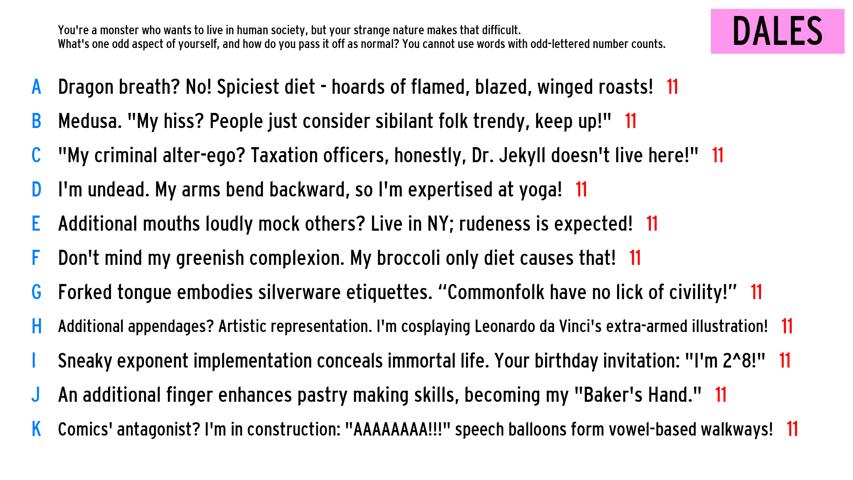 You're a monster who wants to live in human society, but your strange nature makes that difficult.
What's one odd aspect of yourself, and how do you pass it off as normal? You cannot use words with odd-lettered number counts.
DALES
A Dragon breath? No! Spiciest diet - hoards of flamed, blazed, winged roasts! 11
B Medusa. "My hiss? People just consider sibilant folk trendy, keep up!" 11
C "My criminal alter-ego? Taxation officers, honestly, Dr. Jekyll doesn't live here!" 11
D I'm undead. My arms bend backward, so I'm expertised at yoga! 11
E Additional mouths loudly mock others? Live in NY; rudeness is expected! 11
F Don't mind my greenish complexion. My broccoli only diet causes that! 11
G Forked tongue embodies silverware etiquettes. “Commonfolk have no lick of civility!” 11
H Additional appendages? Artistic representation. I'm cosplaying Leonardo da Vinci's extra-armed illustration! 11
I Sneaky exponent implementation conceals immortal life. Your birthday invitation: "I'm 2^8!" 11
J An additional finger enhances pastry making skills, becoming my "Baker's Hand." 11
K Comics' antagonist? I'm in construction: "AAAAAAAA!!!" speech balloons form vowel-based walkways! 11